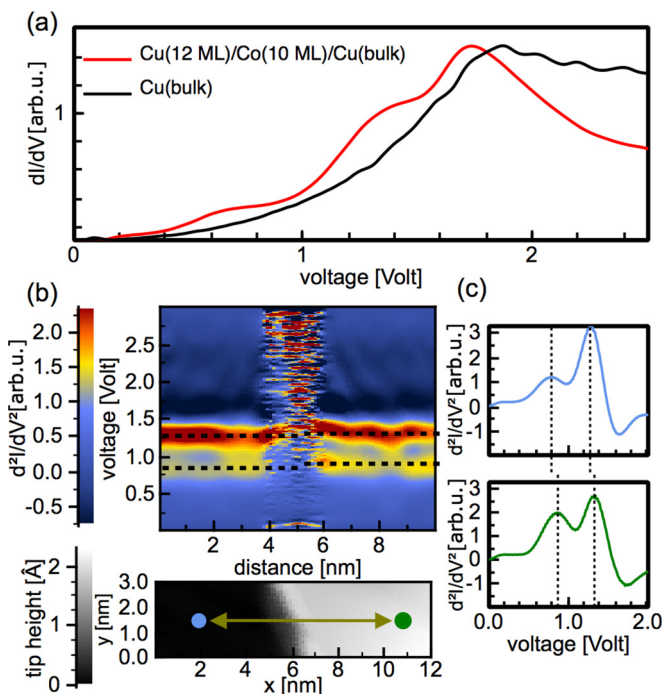 (a)
Cu(12 ML)/Co(10 ML)/Cu(bulk)
Cu(bulk)
dI/dV[arb.u.]
1
0 1 2
voltage [Volt]
(b)
d²I/dV²[arb.u.]
2.0
1.5
1.0
0.5
0.0
-0.5
voltage [Volt]
2.5
2.0
1.5
1.0
0.5
2 4 6 8
distance [nm]
tip height [Å]
2
1
0
y [nm]
3.0
2.0
1.0
0.0
0 2 4 6 8 10 12
x [nm]
(c)
d²I/dV²[arb.u.]
3
2
1
0
-1
0.0 1.0 2.0
d²I/dV²[arb.u.]
3
2
1
0
-1
0.0 1.0 2.0
voltage [Volt]